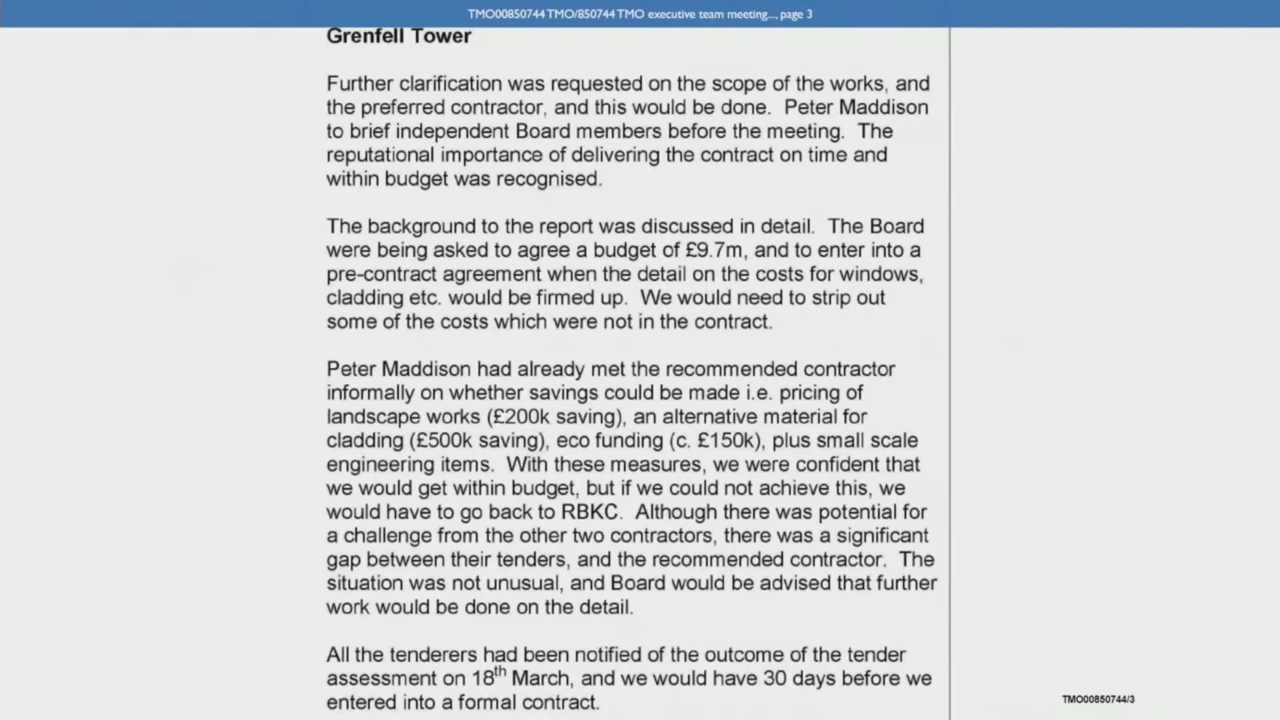 TMO00850744 TMO/850744 TMO executive team meeting..., page 3
Grenfell Tower
Further clarification was requested on the scope of the works, and
the preferred contractor, and this would be done. Peter Maddison
to brief independent Board members before the meeting. The
reputational importance of delivering the contract on time and
within budget was recognised.
The background to the report was discussed in detail. The Board
were being asked to agree a budget of £9.7m, and to enter into a
pre-contract agreement when the detail on the costs for windows,
cladding etc. would be firmed up. We would need to strip out
some of the costs which were not in the contract.
Peter Maddison had already met the recommended contractor
informally on whether savings could be made i.e. pricing of
landscape works (£200k saving), an alternative material for
cladding (£500k saving), eco funding (c. £150k), plus small scale
engineering items. With these measures, we were confident that
we would get within budget, but if we could not achieve this, we
would have to go back to RBKC. Although there was potential for
a challenge from the other two contractors, there was a significant
gap between their tenders, and the recommended contractor. The
situation was not unusual, and Board would be advised that further
work would be done on the detail.
All the tenderers had been notified of the outcome of the tender
assessment on 18th March, and we would have 30 days before we
entered into a formal contract.
TMO00850744/3